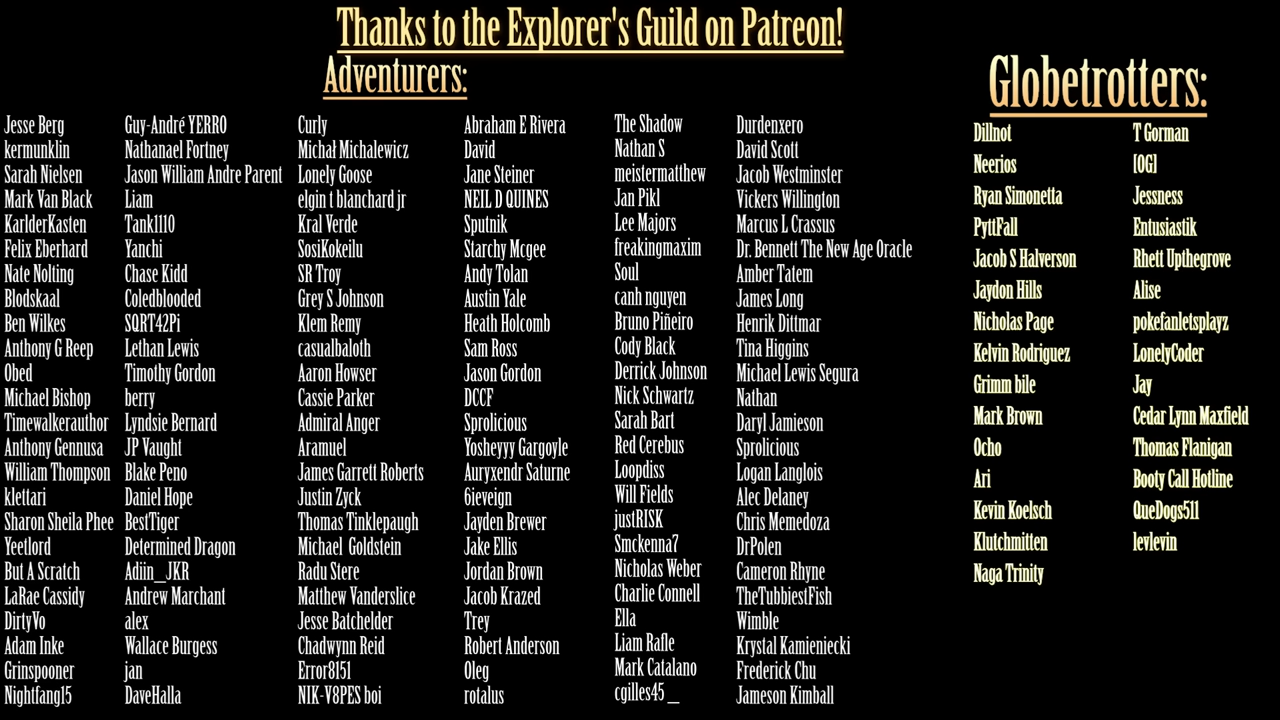 Thanks to the Explorer's Guild on Patreon!
Adventurers:
Jesse Berg
kermunklin
Sarah Nielsen
Mark Van Black
KarlderKasten
Felix Eberhard
Nate Nolting
Blodskaal
Ben Wilkes
Anthony G Reep
Obed
Michael Bishop
Timewalkerauthor
Anthony Gennusa
William Thompson
klettari
Sharon Sheila Phee
Yeetlord
But A Scratch
LaRae Cassidy
DirtyVo
Adam Inke
Grinspooner
Nightfang15
Guy-André YERRO
Nathanael Fortney
Jason William Andre Parent
Liam
Tank1110
Yanchi
Chase Kidd
Coledblooded
SQRT42Pi
Lethan Lewis
Timothy Gordon
berry
Lyndsie Bernard
JP Vaught
Blake Peno
Daniel Hope
BestTiger
Determined Dragon
Adiin_JKR
Andrew Marchant
alex
Wallace Burgess
jan
DaveHalla
Curly
Michał Michalewicz
Lonely Goose
elgin t blanchard jr
Kral Verde
SosiKokeilu
SR Troy
Grey S Johnson
Klem Remy
casualbaloth
Aaron Howser
Cassie Parker
Admiral Anger
Aramuel
James Garrett Roberts
Justin Zyck
Thomas Tinklepaugh
Michael Goldstein
Radu Stere
Matthew Vanderslice
Jesse Batchelder
Chadwynn Reid
Error8151
NIK-V8PES boi
Abraham E Rivera
David
Jane Steiner
NEIL D QUINES
Sputnik
Starchy Mcgee
Andy Tolan
Austin Yale
Heath Holcomb
Sam Ross
Jason Gordon
DCCF
Sprolicious
Yosheyyy Gargoyle
Auryxendr Saturne
6ieveign
Jayden Brewer
Jake Ellis
Jordan Brown
Jacob Krazed
Trey
Robert Anderson
Oleg
rotalus
The Shadow
Nathan S
meistermatthew
Jan Pikl
Lee Majors
freakingmaxim
Soul
canh nguyen
Bruno Piñeiro
Cody Black
Derrick Johnson
Nick Schwartz
Sarah Bart
Red Cerebus
Loopdiss
Will Fields
justRISK
Smckenna7
Nicholas Weber
Charlie Connell
Ella
Liam Rafle
Mark Catalano
cgilles45 _
Durdenxero
David Scott
Jacob Westminster
Vickers Willington
Marcus L Crassus
Dr. Bennett The New Age Oracle
Amber Tatem
James Long
Henrik Dittmar
Tina Higgins
Michael Lewis Segura
Nathan
Daryl Jamieson
Sprolicious
Logan Langlois
Alec Delaney
Chris Memedoza
DrPolen
Cameron Rhyne
TheTubbiestFish
Wimble
Krystal Kamieniecki
Frederick Chu
Jameson Kimball
Globetrotters:
Dillnot
Neerios
Ryan Simonetta
PyttFall
Jacob S Halverson
Jaydon Hills
Nicholas Page
Kelvin Rodriguez
Grimm bile
Mark Brown
Ocho
Ari
Kevin Koelsch
Klutchmitten
Naga Trinity
T Gorman
[OG]
Jessness
Entusiastik
Rhett Upthegrove
Alise
pokefanletsplayz
LonelyCoder
Jay
Cedar Lynn Maxfield
Thomas Flanigan
Booty Call Hotline
QueDogs511
levlevin